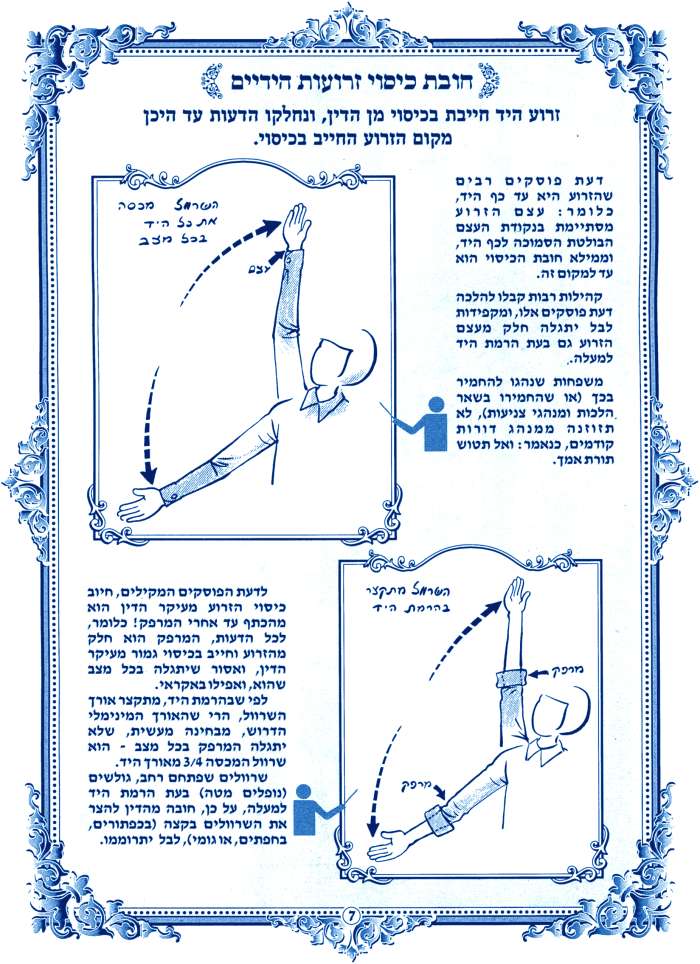 חובת כיסוי זרועות הידיים
זרוע היד חייבת בכיסוי מן הדין, ונחלקו הדעות עד היכן
מקום הזרוע החייב בכיסוי.
השרוול מכסה
את כל היד
בכל מצב
עצם
דעת פוסקים רבים
שהזרוע היא עד כף היד,
כלומר: עצם הזרוע
מסתיימת בנקודת העצם
הבולטת הסמוכה לכף היד,
וממילא חובת הכיסוי הוא
עד למקום זה.
קהילות רבות קבלו להלכה
דעת פוסקים אלו, ומקפידות
לבל יתגלה חלק מעצם
הזרוע גם בעת הרמת היד
למעלה.
משפחות שנהגו להחמיר
בכך (או שהחמירו בשאר
הלכות ומנהגי צניעות), לא
תזוזנה ממנהג דורות
קודמים, כנאמר: ואל תטוש
תורת אמך.
השרוול מתקצר
בהרמת היד
מרפק
מרפק
לדעת הפוסקים המקילים, חיוב
כיסוי הזרוע מעיקר הדין הוא
מהכתף עד אחרי המרפק! כלומר,
לכל הדעות, המרפק הוא חלק
מהזרוע וחייב בכיסוי גמור מעיקר
הדין, ואסור שיתגלה בכל מצב
שהוא, ואפילו באקראי.
לפי שבהרמת היד, מתקצר אורך
השרוול, הרי שהאורך המינימלי
הדרוש, מבחינה מעשית, שלא
יתגלה המרפק בכל מצב - הוא
שרוול המכסה 3/4 מאורך היד.
שרוולים שפתחם רחב, גולשים
(נופלים מטה) בעת הרמת היד
למעלה, על כן, חובה מהדין להצר
את השרוולים בקצה (בכפתורים,
בחפתים, או גומי), לבל יתרוממו.
7